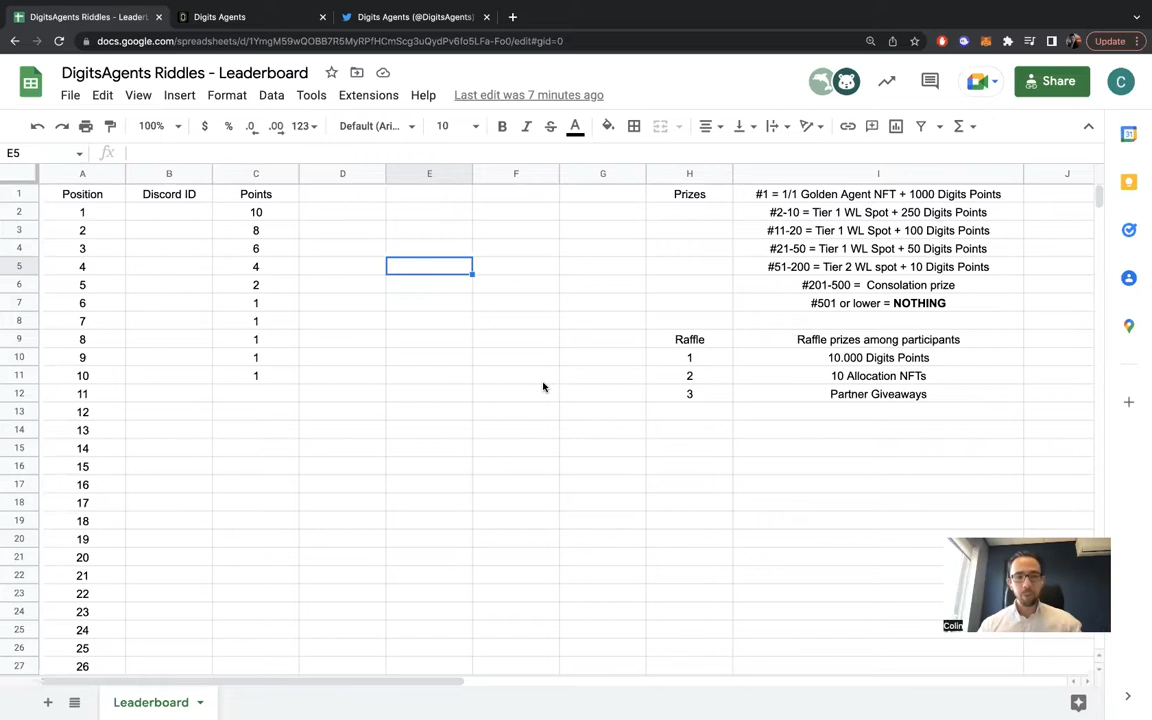 DigitsAgents Riddles - Leaderl
Digits Agents
Digits Agents (@DigitsAgents)
docs.google.com/spreadsheets/d/1YmgM59wQOBB7R5MyRPfHCmScg3uQydPv6fo5LFa-Fo0/edit#gid=0
Update
DigitsAgents Riddles - Leaderboard
File Edit View Insert Format Data Tools Extensions Help Last edit was 7 minutes ago
Share
C
100% $ % .0 .00 123 Default (Ari... 10 B I S A
E5 fx
A B C D E F G H I J
1 Position Discord ID Points Prizes #1 = 1/1 Golden Agent NFT + 1000 Digits Points
2 1 10 #2-10 = Tier 1 WL Spot + 250 Digits Points
3 2 8 #11-20 = Tier 1 WL Spot + 100 Digits Points
4 3 6 #21-50 = Tier 1 WL Spot + 50 Digits Points
5 4 4 #51-200 = Tier 2 WL spot + 10 Digits Points
6 5 2 #201-500 = Consolation prize
7 6 1 #501 or lower = NOTHING
8 7 1
9 8 1 Raffle Raffle prizes among participants
10 9 1 1 10.000 Digits Points
11 10 1 2 10 Allocation NFTs
12 11 3 Partner Giveaways
13 12
14 13
15 14
16 15
17 16
18 17
19 18
20 19
21 20
22 21
23 22
24 23
25 24
26 25
27 26
Colin
Leaderboard